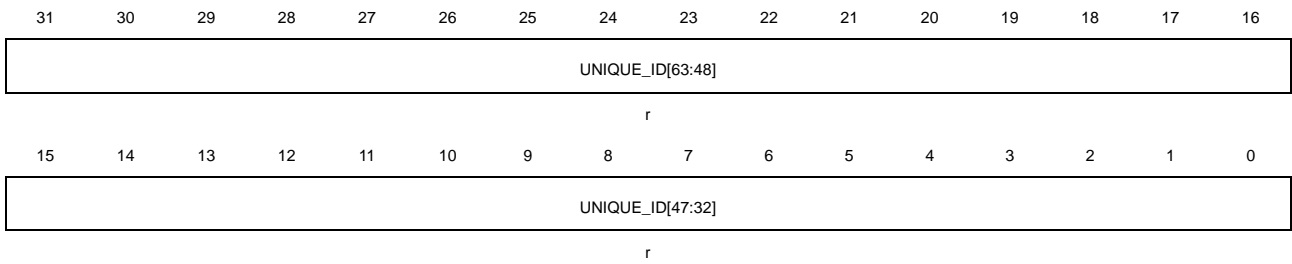 31 30 29 28 27 26 25 24 23 22 21 20 19 18 17 16
UNIQUE_ID[63:48]
r
15 14 13 12 11 10 9 8 7 6 5 4 3 2 1 0
UNIQUE_ID[47:32]
r